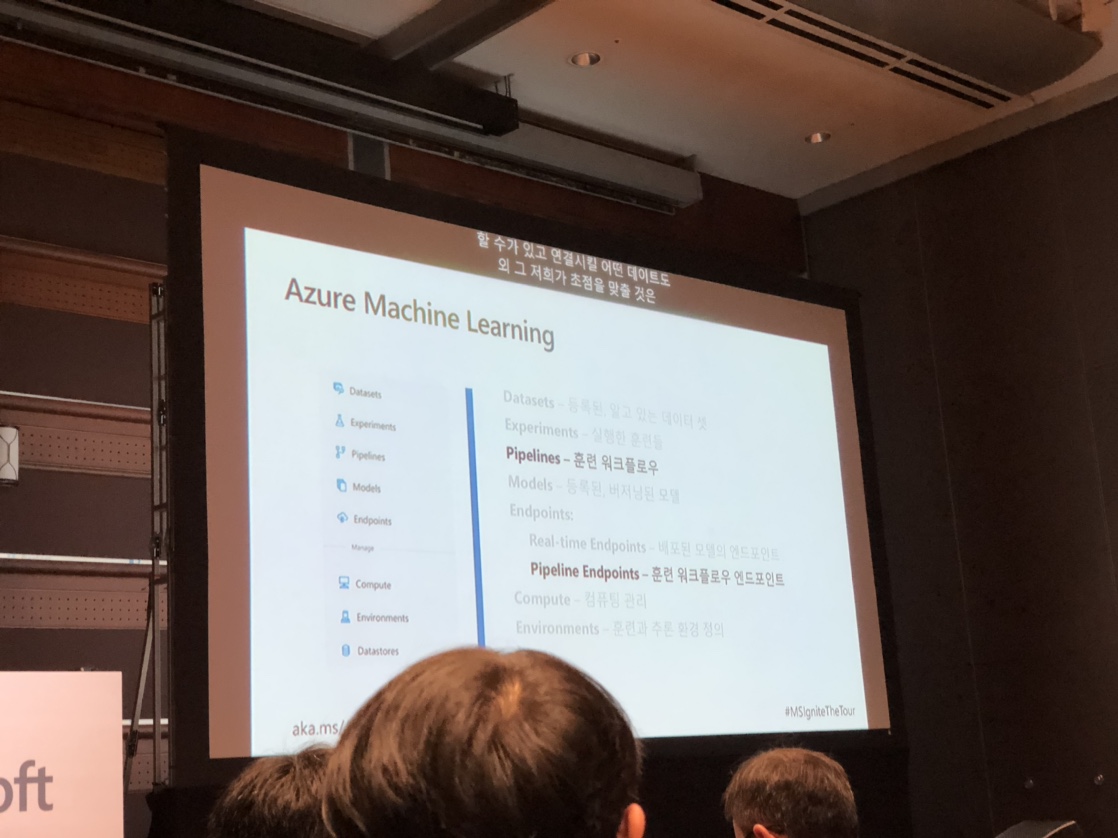 할 수가 있고 연결시킬 어떤 데이트도
외 그 저희가 초점을 맞출 것은
Azure Machine Learning
Datasets
Experiments
Pipelines
Models
Endpoints
Manage
Compute
Environments
Datastores
Datasets – 등록된, 알고 있는 데이터 셋
Experiments – 실행한 훈련들
Pipelines – 훈련 워크플로우
Models – 등록된, 버저닝된 모델
Endpoints:
Real-time Endpoints – 배포된 모델의 엔드포인트
Pipeline Endpoints – 훈련 워크플로우 엔드포인트
Compute – 컴퓨팅 관리
Environments – 훈련과 추론 환경 정의
aka.ms/
#MSIgniteTheTour
oft